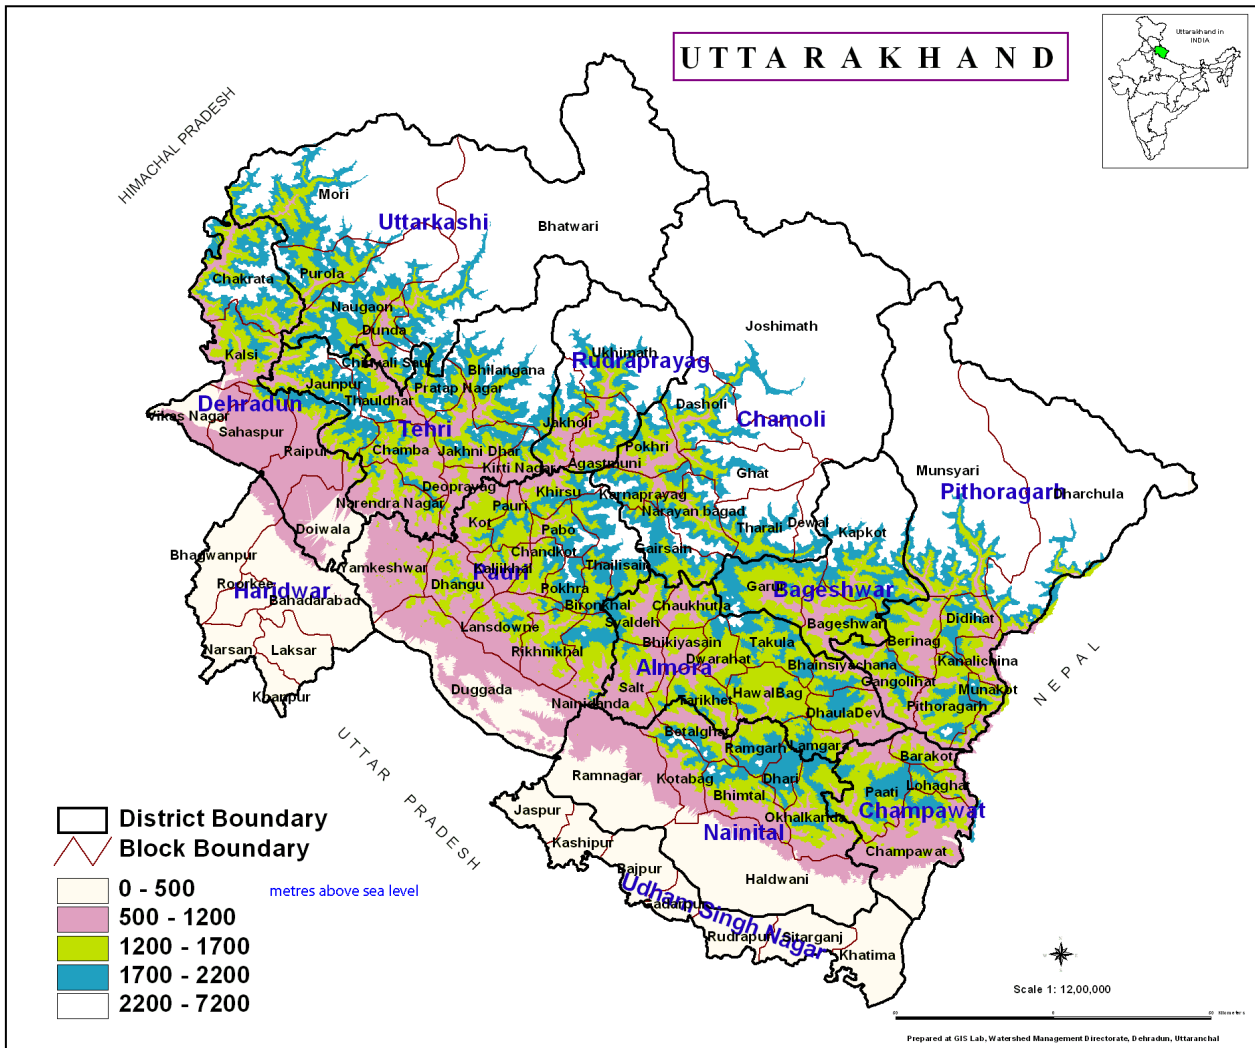 UTTARAKHAND
Uttarakhand in
INDIA
HIMACHAL PRADESH
Mori
Uttarkashi
Bhatwari
Chakrata
Purola
Naugaon
Dunda
Joshimath
Kalsi
Chinyali Saur
Ukhimath
Rudraprayag
Bhilangana
Jaunpur
Pratap Nagar
Thauldhar
Dehradun
Vikas Nagar
Dasholi
Chamoli
Sahaspur
Tehri
Jakholi
Raipur
Chamba
Jakhni Dhar
Pokhri
Kirti Nagar
Agastmuni
Ghat
Munsyari
Deoprayag
Khirsu
Karnaprayag
Pithoragarh
Dharchula
Narendra Nagar
Pauri
Narayan bagad
Doiwala
Kot
Pabo
Tharali
Dewal
Kapkot
Bhagwanpur
Chandkot
Gairsain
Yamkeshwar
Kaljikhal
Pauri
Thailisain
Roorkee
Haridwar
Bahadarabad
Dhangu
Pokhra
Garur
Bageshwar
Bironkhal
Chaukhutia
Syaldeh
Bageshwar
Didihat
Narsan
Laksar
Lansdowne
Rikhnikhal
Bhikiyasain
Takula
Berinag
Dwarahat
Almora
Bhainsiyachana
Kanalichina
Khanpur
Duggada
Salt
Gangolihat
Munakot
Nainidanda
Tarikhet
HawalBag
DhaulaDevi
Pithoragarh
NEPAL
Betalghat
Ramgarh
Lamgara
Barakot
UTTAR PRADESH
Ramnagar
Kotabag
Dhari
Lohaghat
Paati
Bhimtal
Champawat
Jaspur
Okhalkanda
Nainital
Kashipur
Champawat
Bajpur
Haldwani
Udham Singh Nagar
Gadarpur
Rudrapur
Sitarganj
Khatima
District Boundary
Block Boundary
0 - 500
metres above sea level
500 - 1200
1200 - 1700
1700 - 2200
2200 - 7200
Scale 1: 12,00,000
60 0 60 Kilometers
Prepared at GIS Lab, Watershed Management Directorate, Dehradun, Uttaranchal